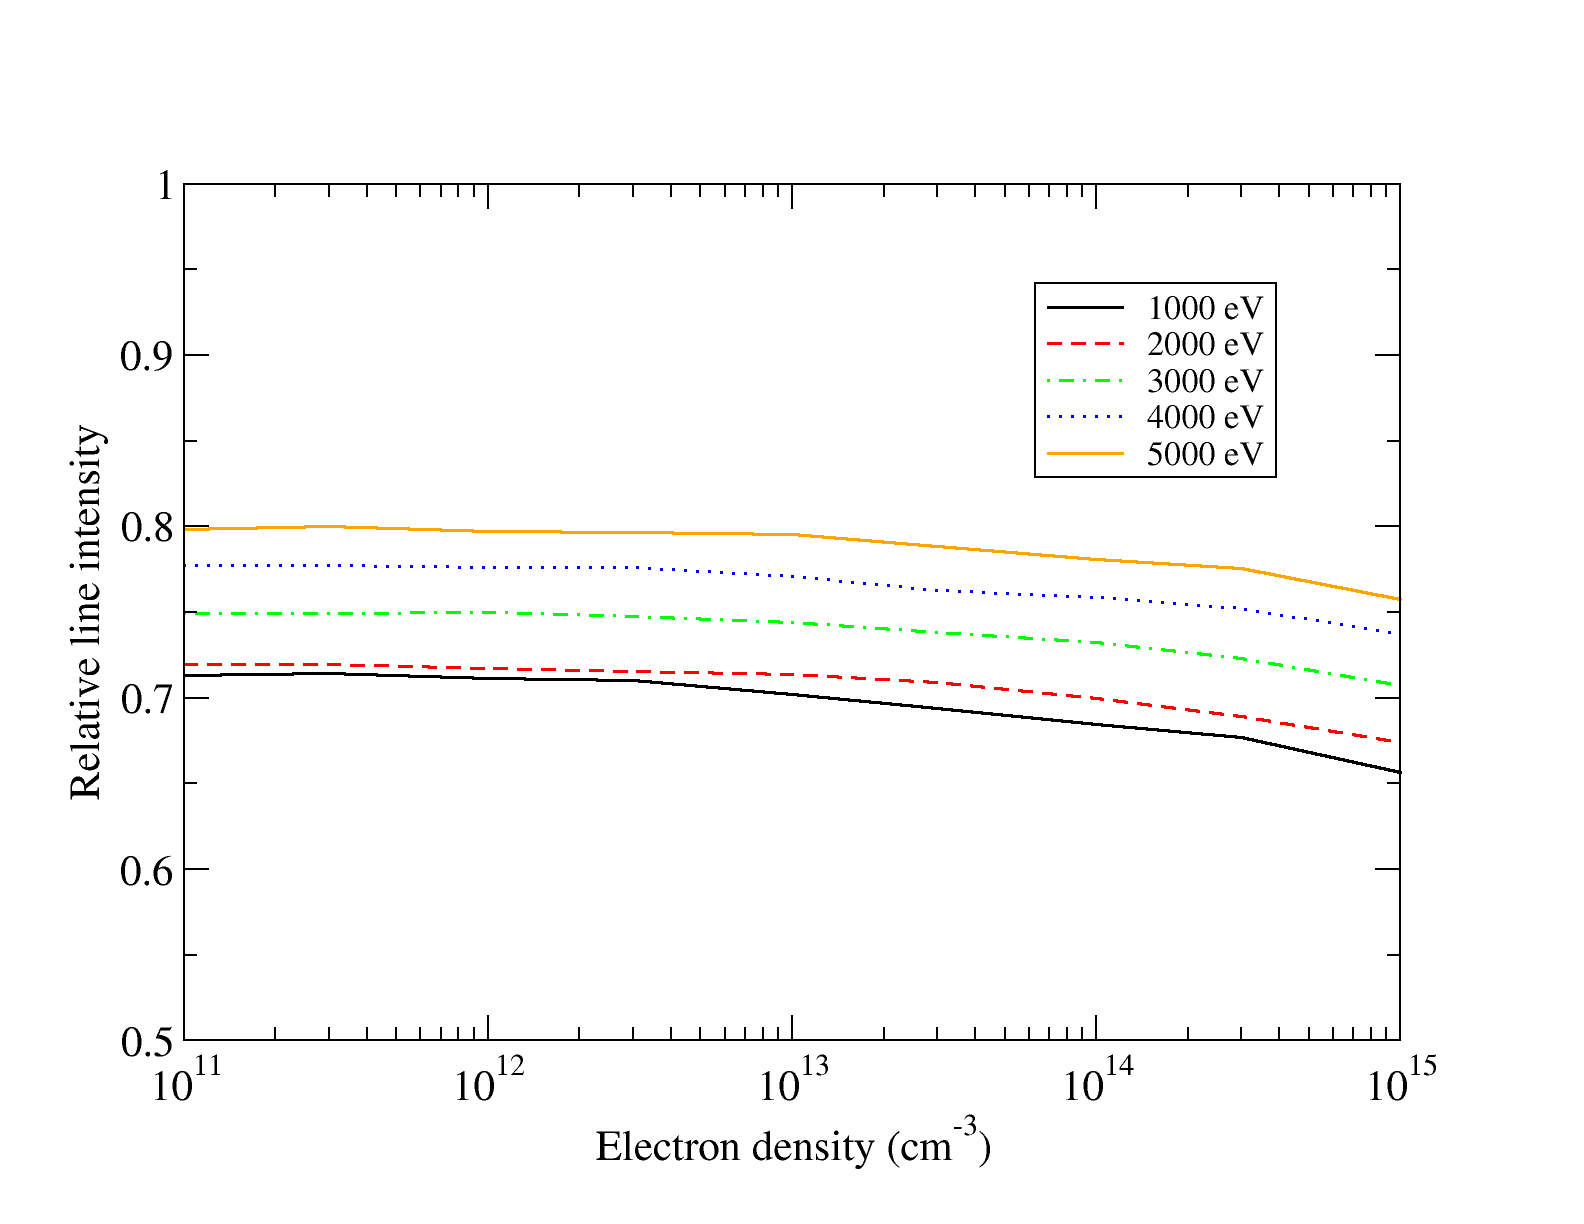 1
0.9
0.8
0.7
0.6
0.5
Relative line intensity
1000 eV
2000 eV
3000 eV
4000 eV
5000 eV
10^11 10^12 10^13 10^14 10^15
Electron density (cm^-3)